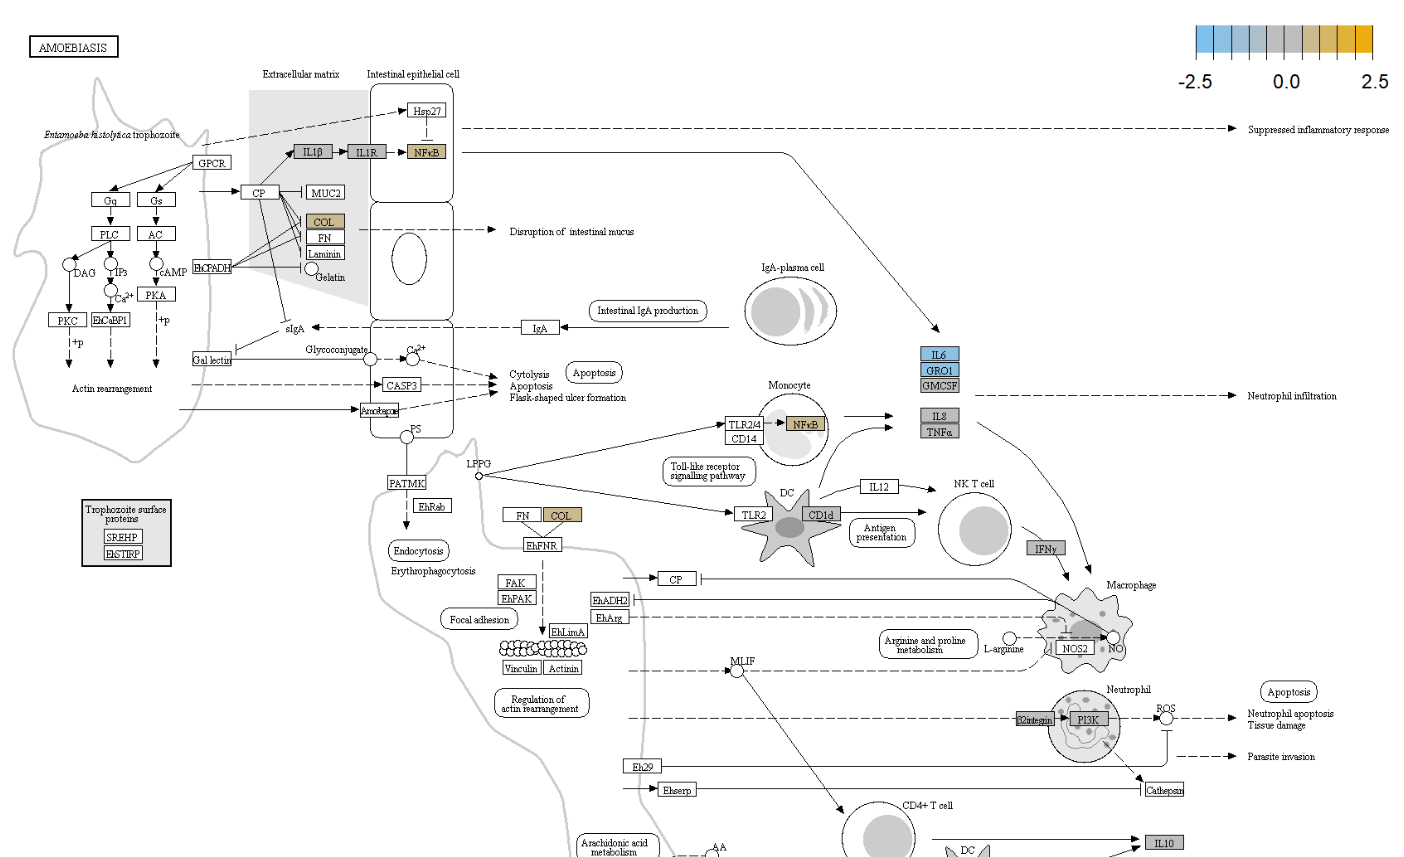 AMOEBIASIS
-2.5 0.0 2.5
Extracellular matrix
Intestinal epithelial cell
Hsp27
Entamoeba histolytica trophozoite
Suppressed inflammatory response
GPCR
IL1β
IL1R
NFκB
Gq
Gs
CP
MUC2
PLC
AC
COL
FN
Laminin
Gelatin
Disruption of intestinal mucus
DAG
IP3
cAMP
EhCPADH
Ca2+
PKA
+p
PKC
EhCaBP1
+p
IgA-plasma cell
Intestinal IgA production
sIgA
IgA
Gal lectin
Glycoconjugate
Ca2+
Actin rearrangement
CASP3
Cytolysis
Apoptosis
Flask-shaped ulcer formation
Apoptosis
PS
IL6
GRO1
GMCSF
IL8
TNFα
Neutrophil infiltration
Monocyte
TLR2/4
CD14
NFκB
LPPG
Toll-like receptor
signalling pathway
PATMK
EhRab
DC
TLR2
CD1d
IL12
NK T cell
Antigen
presentation
IFNγ
Trophozoite surface
proteins
SREHP
EhSTIRP
FN
COL
EhFNR
Endocytosis
Erythrophagocytosis
FAK
EhPAK
Focal adhesion
EhLimA
Vinculin
Actinin
Regulation of
actin rearrangement
CP
EhADH2
EhArg
Macrophage
Arginine and proline
metabolism
L-arginine
NOS2
NO
MLIF
Neutrophil
β2integrin
PI3K
ROS
Apoptosis
Neutrophil apoptosis
Tissue damage
Parasite invasion
Eh29
Ehserp
Cathepsin
CD4+ T cell
Arachidonic acid
metabolism
AA
DC
IL10